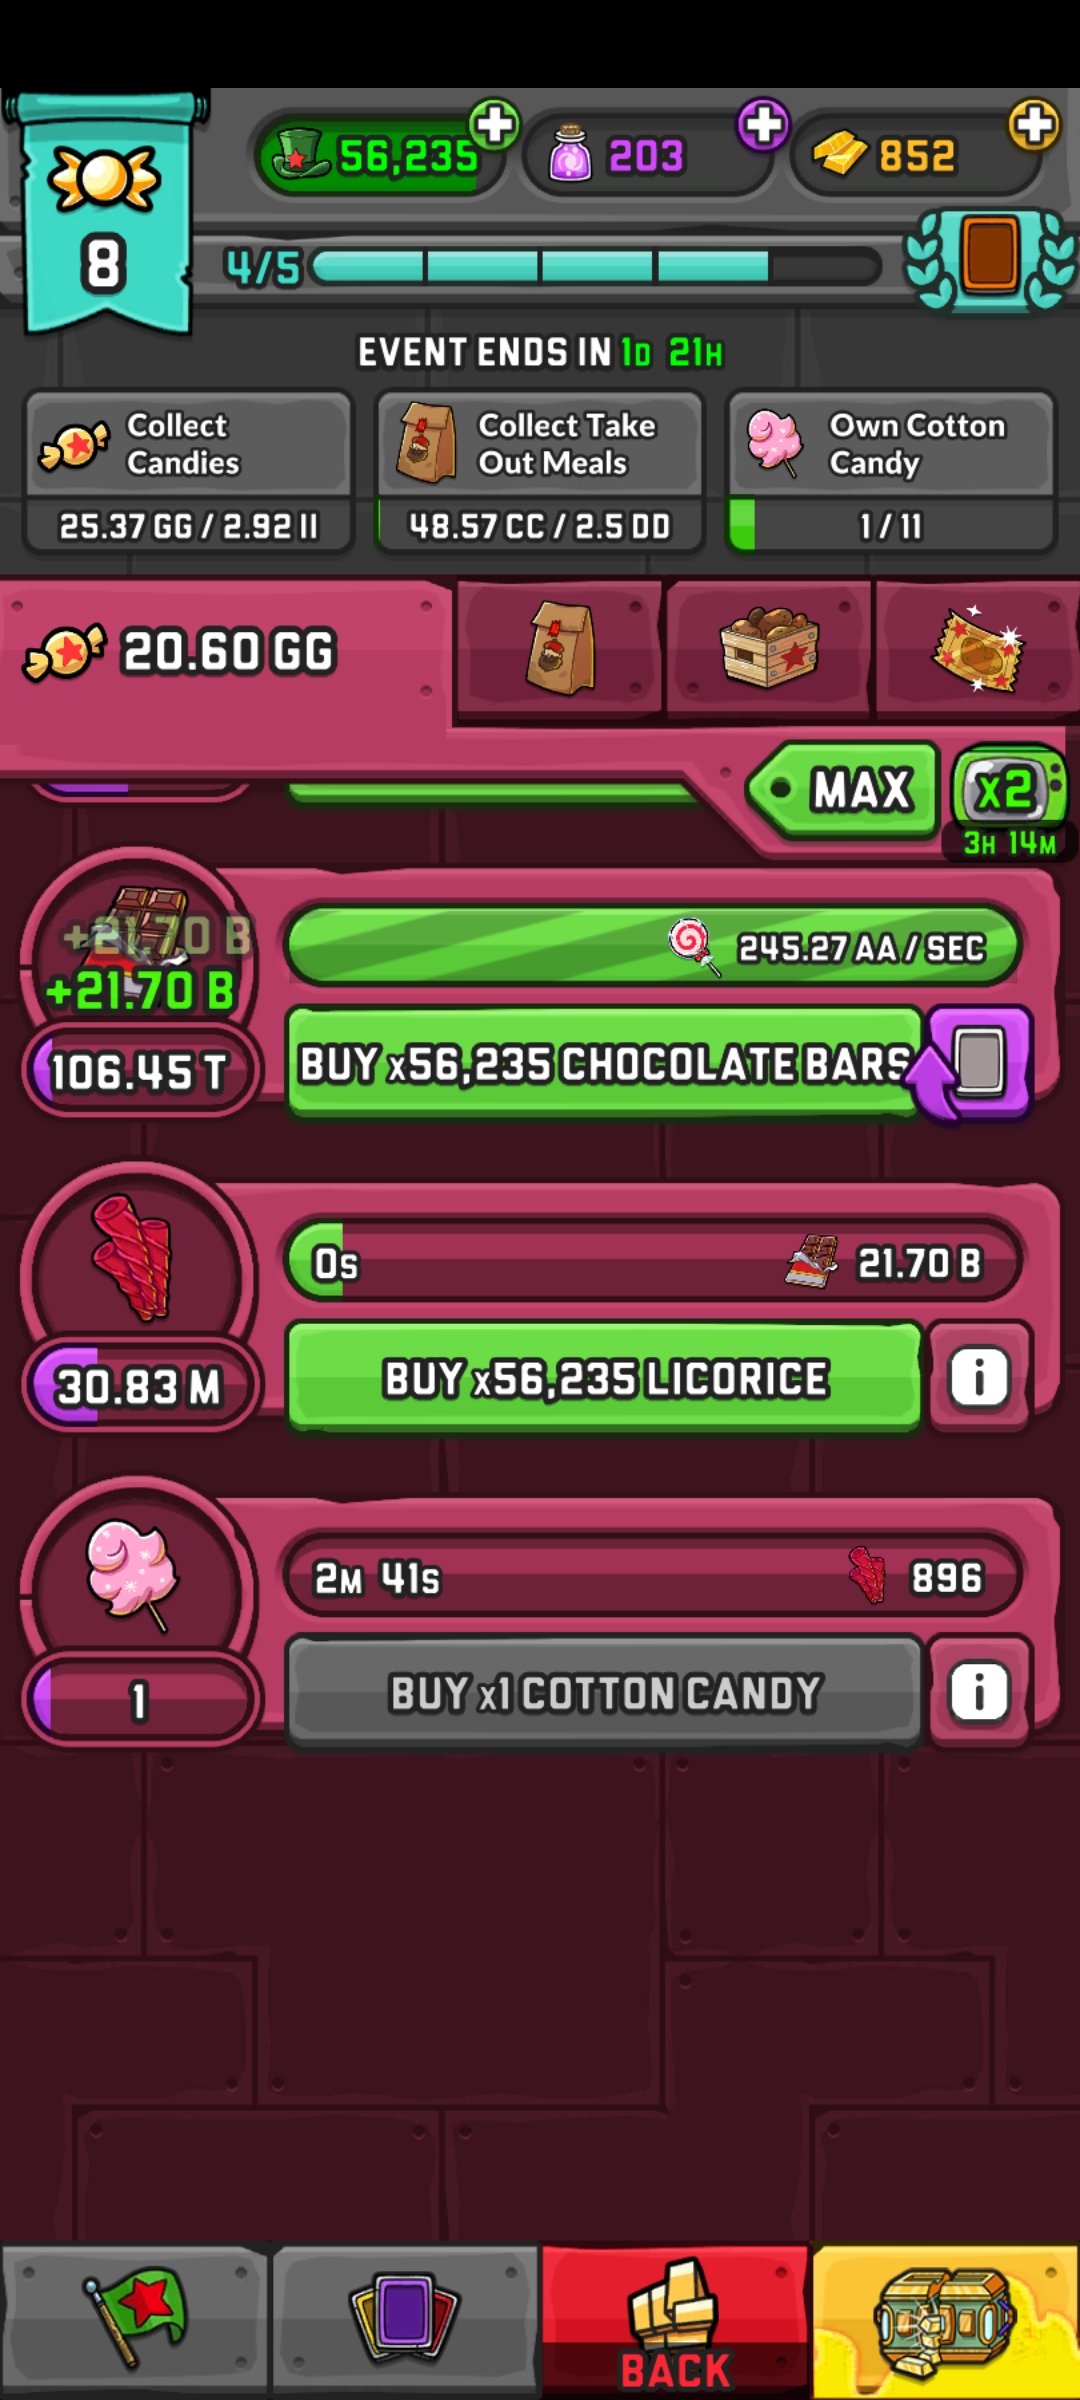 56,235
203
852
8
4/5
EVENT ENDS IN 1D 21H
Collect
Candies
25.37 GG / 2.92 II
Collect Take
Out Meals
48.57 CC / 2.5 DD
Own Cotton
Candy
1 / 11
20.60 GG
MAX
x2
3H 14M
+21.70 B
+21.70 B
106.45 T
245.27 AA / SEC
BUY x56,235 CHOCOLATE BARS
0s
21.70 B
30.83 M
BUY x56,235 LICORICE
i
2M 41s
896
1
BUY x1 COTTON CANDY
i
BACK